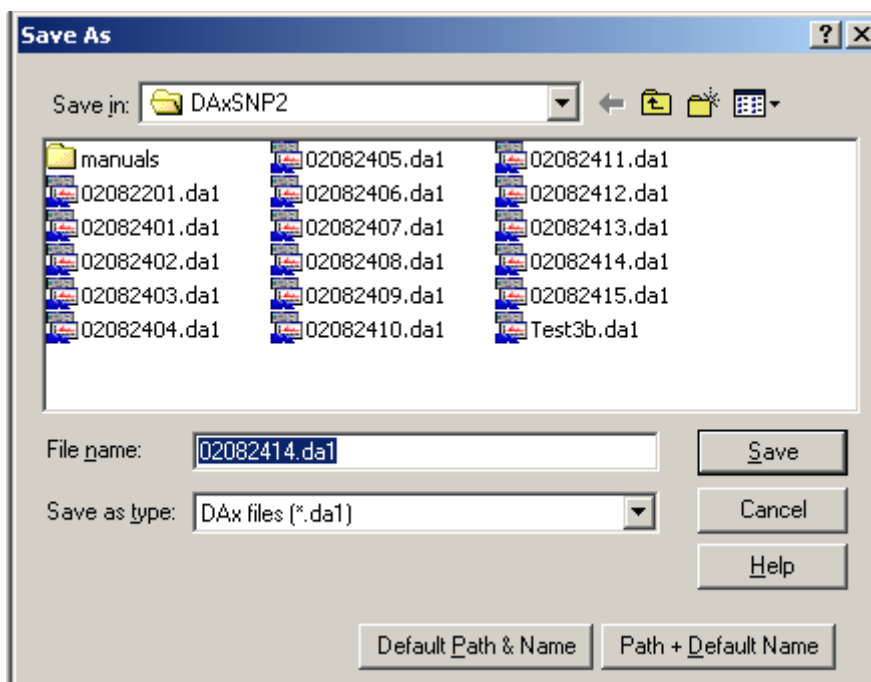 Save As
Save in: DAxSNP2
manuals 02082405.da1 02082411.da1
02082201.da1 02082406.da1 02082412.da1
02082401.da1 02082407.da1 02082413.da1
02082402.da1 02082408.da1 02082414.da1
02082403.da1 02082409.da1 02082415.da1
02082404.da1 02082410.da1 Test3b.da1
File name: 02082414.da1 Save
Save as type: DAx files (*.da1) Cancel
Help
Default Path & Name Path + Default Name